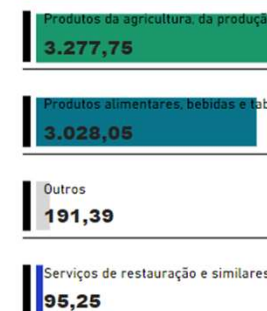 Produtos da agricultura, da produçã
3.277,75
Produtos alimentares, bebidas e tab
3.028,05
Outros
191,39
Serviços de restauração e similares
95,25